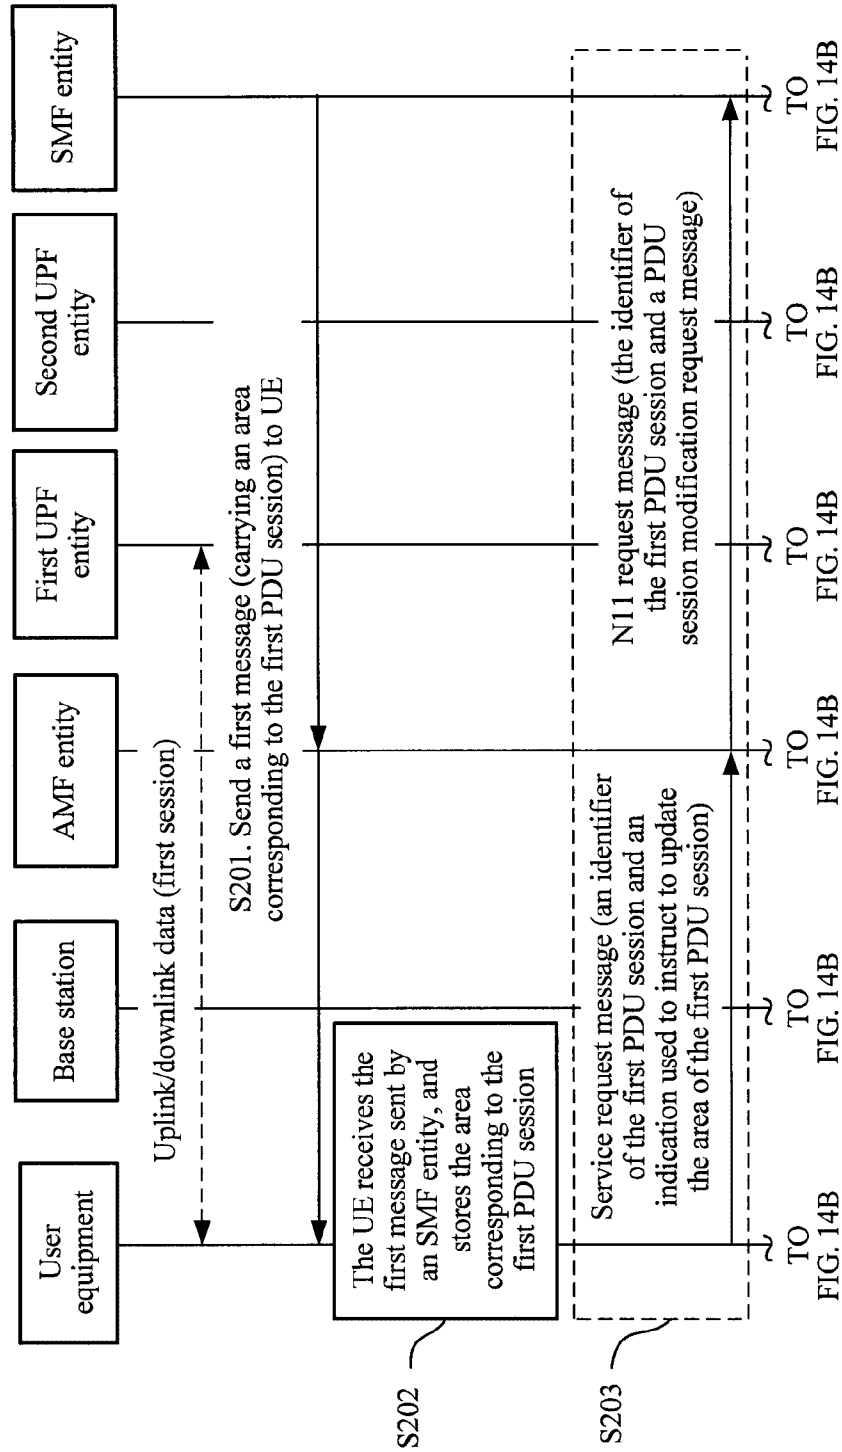 User
equipment
Base station
AMF entity
First UPF
entity
Second UPF
entity
SMF entity
Uplink/downlink data (first session)
S201. Send a first message (carrying an area
corresponding to the first PDU session) to UE
The UE receives the
first message sent by
an SMF entity, and
stores the area
corresponding to the
first PDU session
S202
Service request message (an identifier
of the first PDU session and an
indication used to instruct to update
the area of the first PDU session)
N11 request message (the identifier of
the first PDU session and a PDU
session modification request message)
S203
TO
FIG. 14B
TO
FIG. 14B
TO
FIG. 14B
TO
FIG. 14B
TO
FIG. 14B
TO
FIG. 14B